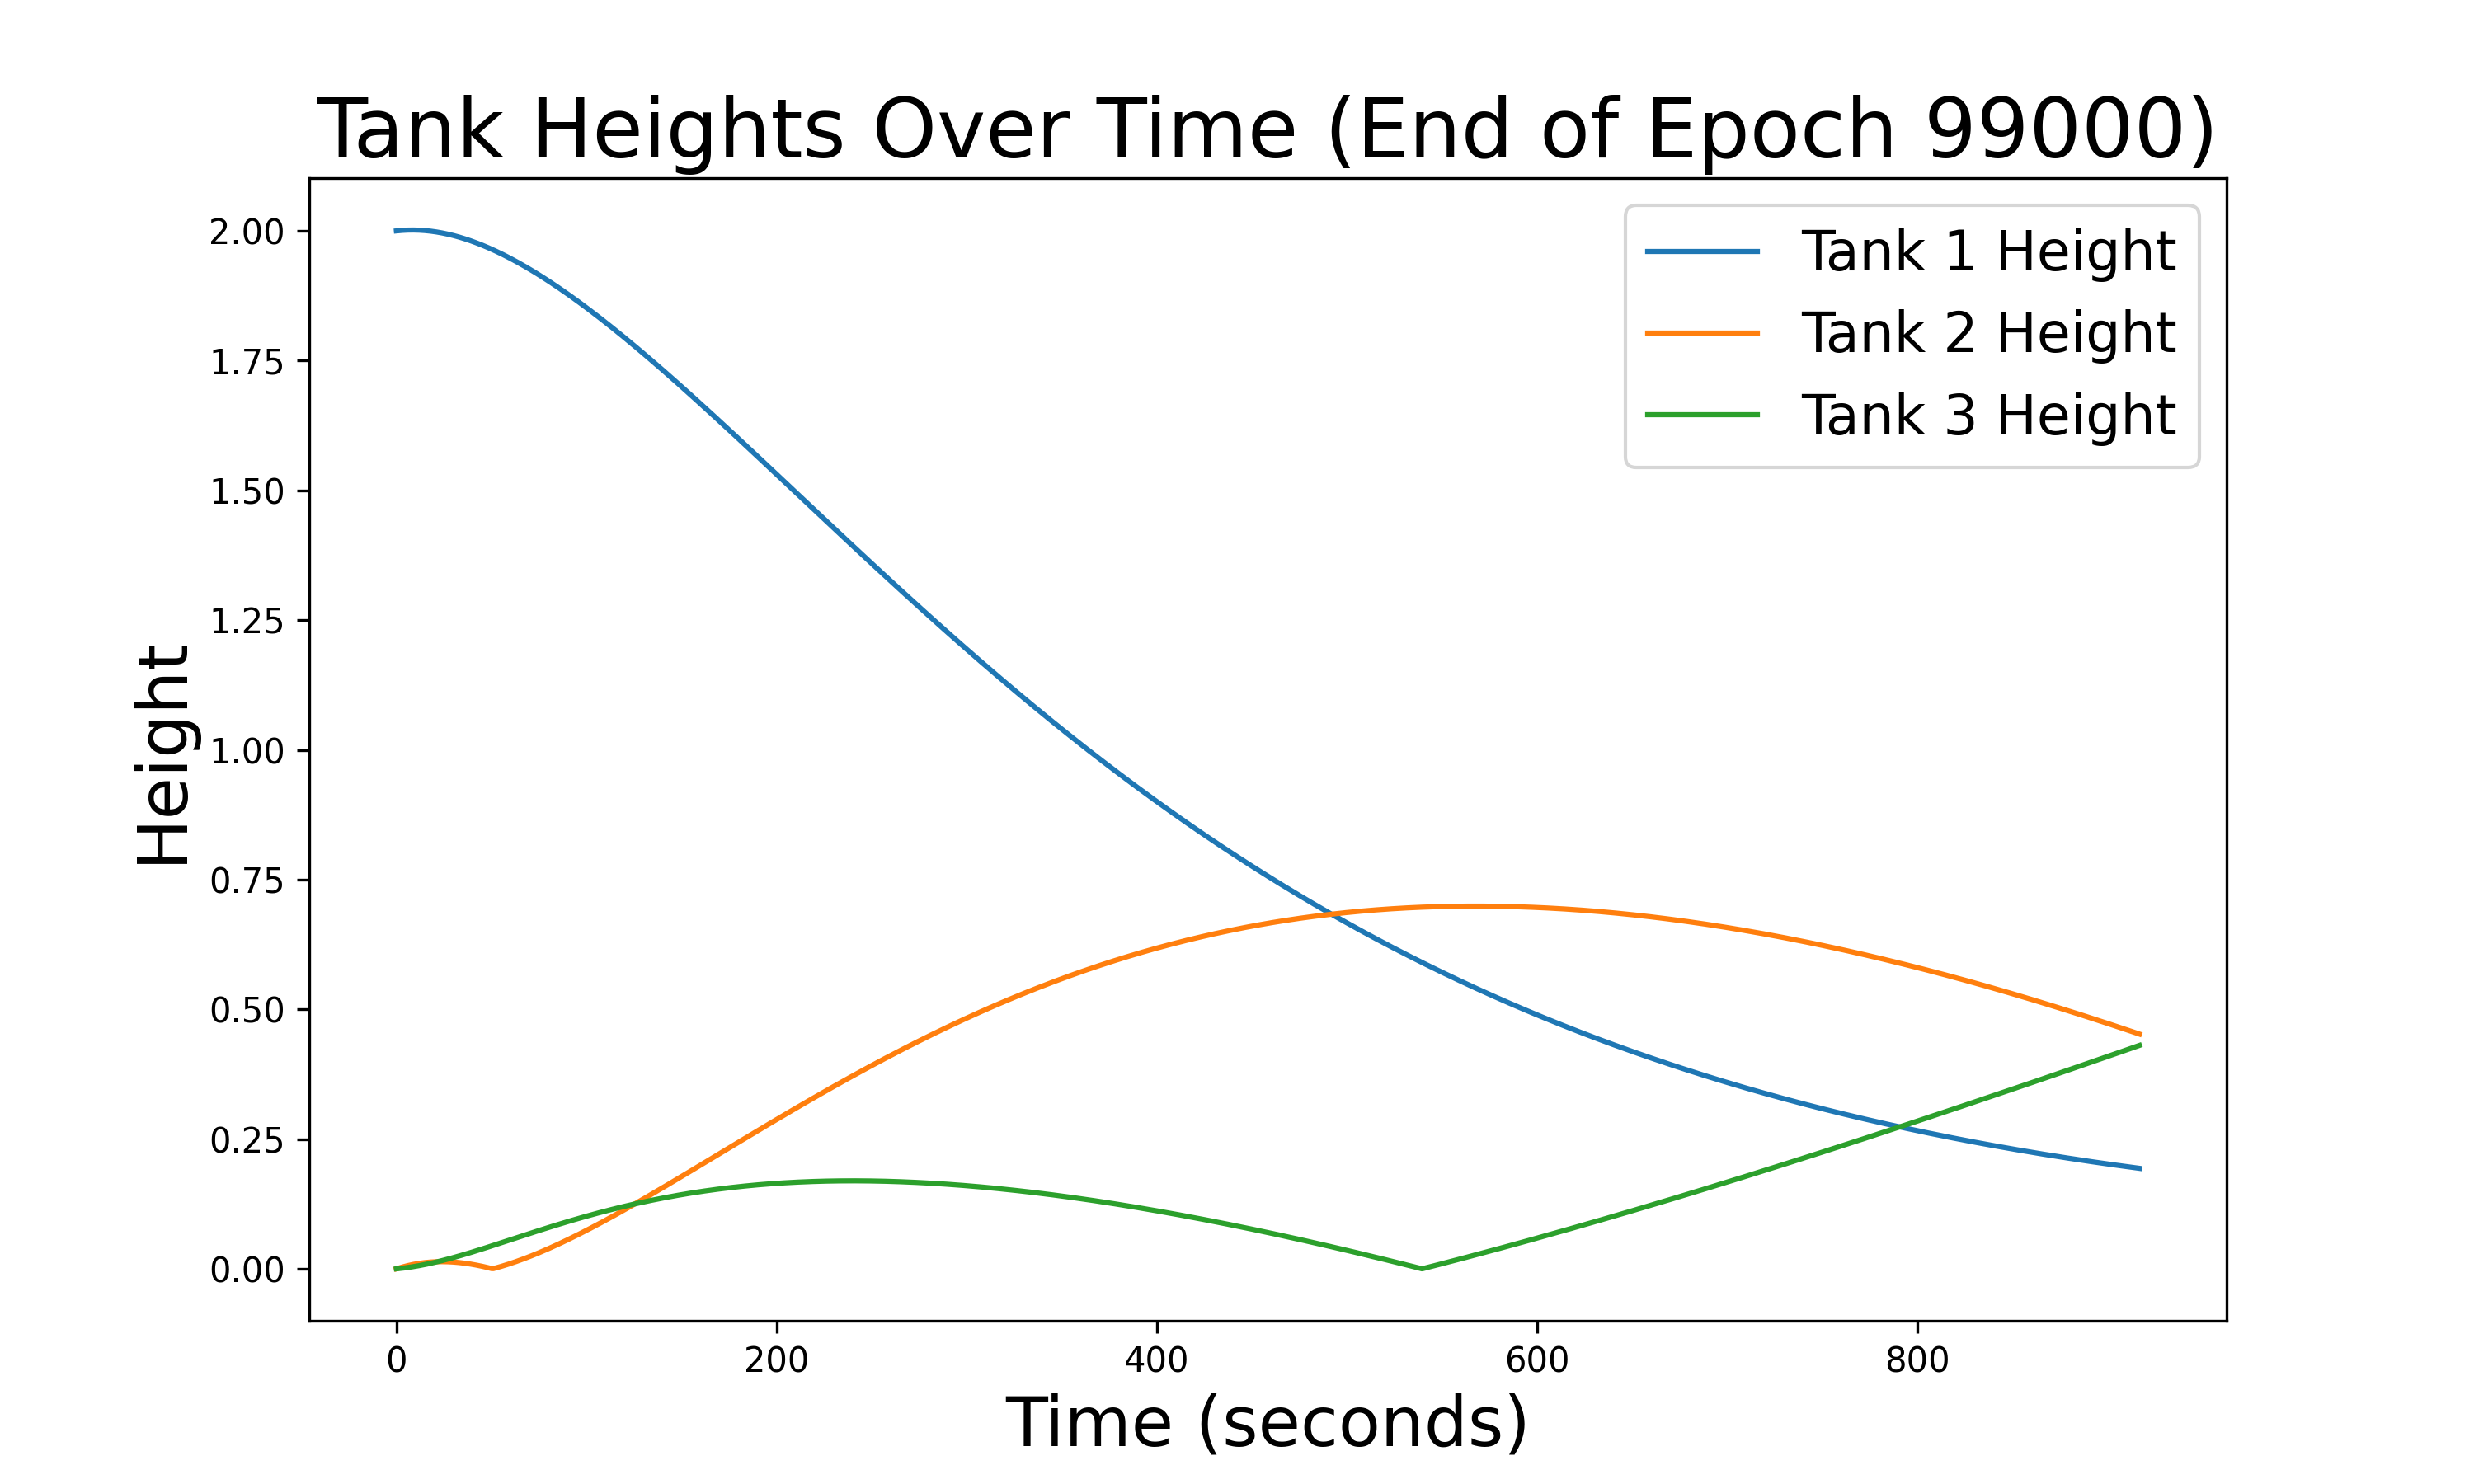 Tank Heights Over Time (End of Epoch 99000)
Tank 1 Height
Tank 2 Height
Tank 3 Height
2.00
1.75
1.50
1.25
1.00
0.75
0.50
0.25
0.00
Height
0 200 400 600 800
Time (seconds)